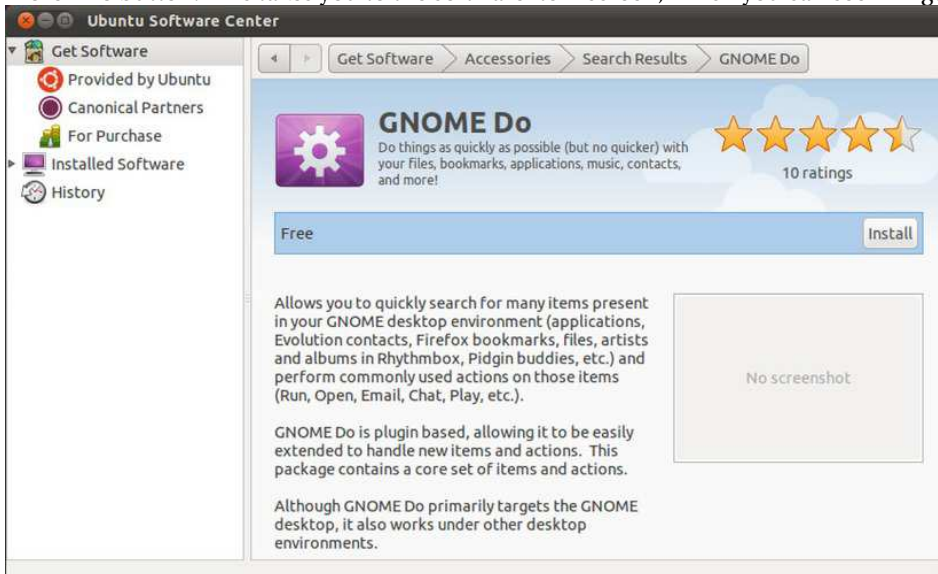 Ubuntu Software Center
Get Software
Provided by Ubuntu
Canonical Partners
For Purchase
Installed Software
History
Get Software
Accessories
Search Results
GNOME Do
GNOME Do
Do things as quickly as possible (but no quicker) with
your files, bookmarks, applications, music, contacts,
and more!
10 ratings
Free
Install
Allows you to quickly search for many items present
in your GNOME desktop environment (applications,
Evolution contacts, Firefox bookmarks, files, artists
and albums in Rhythmbox, Pidgin buddies, etc.) and
perform commonly used actions on those items
(Run, Open, Email, Chat, Play, etc.).
No screenshot
GNOME Do is plugin based, allowing it to be easily
extended to handle new items and actions. This
package contains a core set of items and actions.
Although GNOME Do primarily targets the GNOME
desktop, it also works under other desktop
environments.